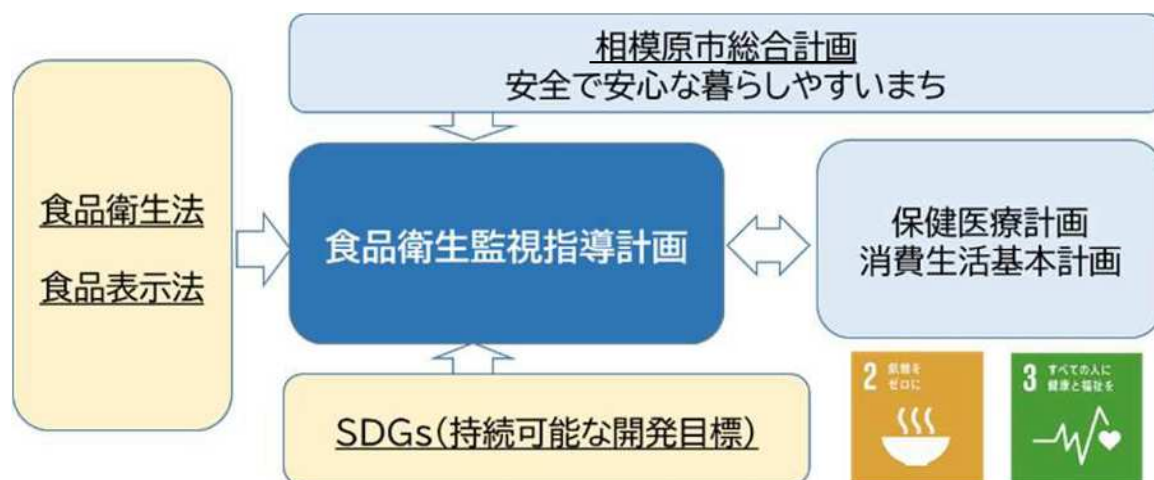 相模原市総合計画
安全で安心な暮らしやすいまち
食品衛生法
食品表示法
食品衛生監視指導計画
保健医療計画
消費生活基本計画
SDGs(持続可能な開発目標)
2 飢餓を
ゼロに
3 すべての人に
健康と福祉を